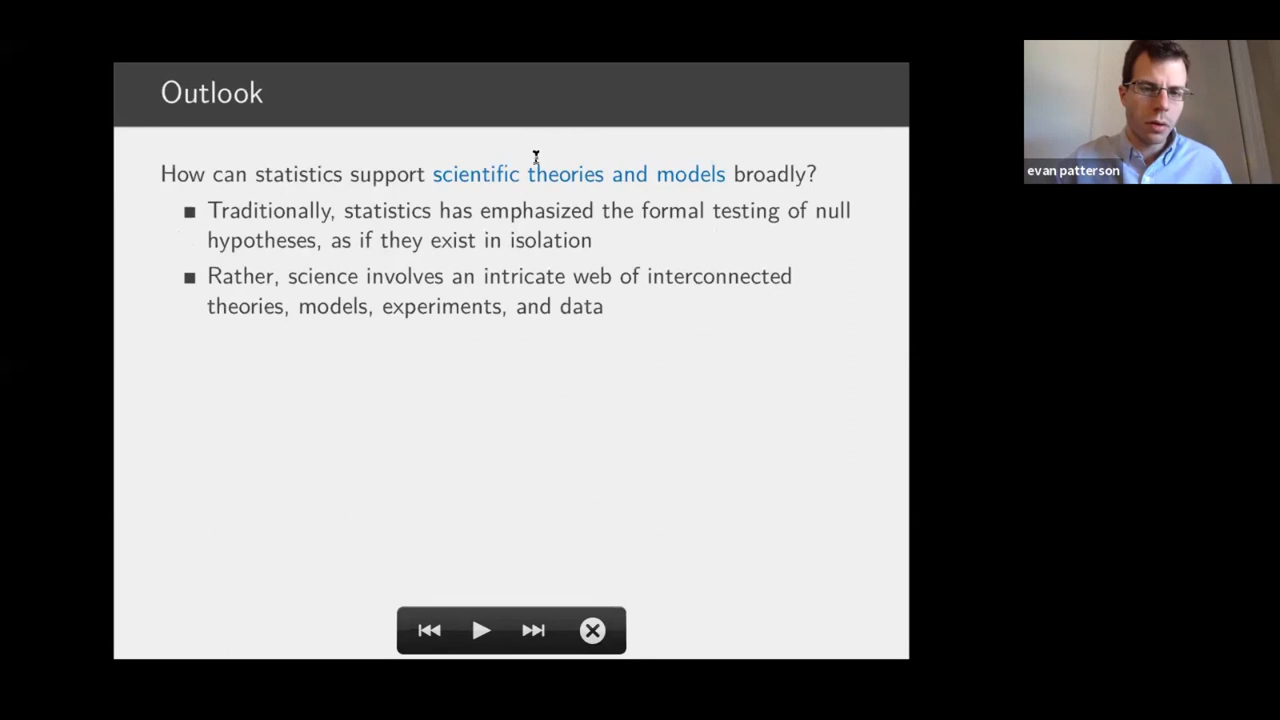 Outlook
How can statistics support scientific theories and models broadly?
■ Traditionally, statistics has emphasized the formal testing of null
hypotheses, as if they exist in isolation
■ Rather, science involves an intricate web of interconnected
theories, models, experiments, and data
evan patterson